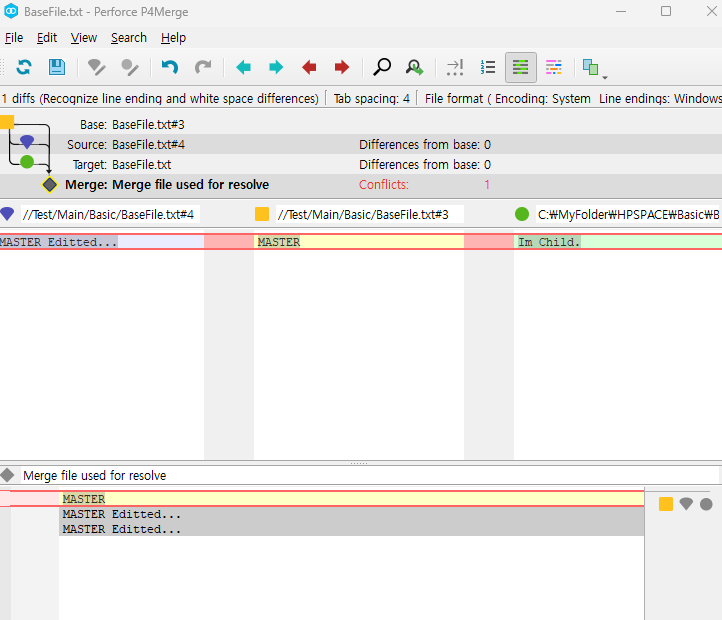 BaseFile.txt - Perforce P4Merge
File Edit View Search Help
1 diffs (Recognize line ending and white space differences) Tab spacing: 4 File format ( Encoding: System Line endings: Windows
Base: BaseFile.txt#3
Source: BaseFile.txt#4 Differences from base: 0
Target: BaseFile.txt Differences from base: 0
Merge: Merge file used for resolve Conflicts: 1
//Test/Main/Basic/BaseFile.txt#4 //Test/Main/Basic/BaseFile.txt#3 C:₩MyFolder₩HPSPACE₩Basic₩B
MASTER Editted... MASTER Im Child.
Merge file used for resolve
MASTER
MASTER Editted...
MASTER Editted...